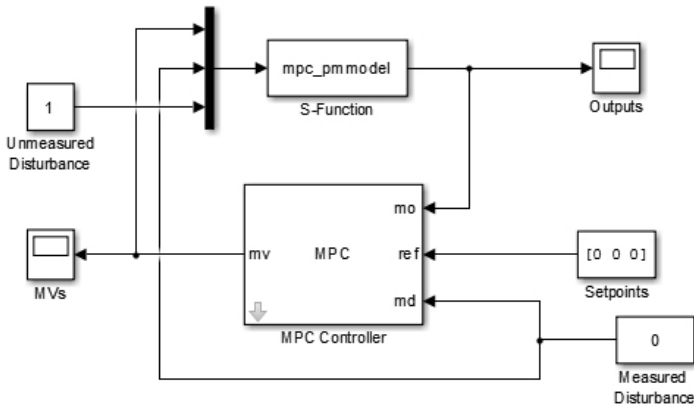 mpc_pmmodel
S-Function
Outputs
1
Unmeasured
Disturbance
mo
mv
MPC
ref
[0 0 0]
md
MVs
Setpoints
MPC Controller
0
Measured
Disturbance